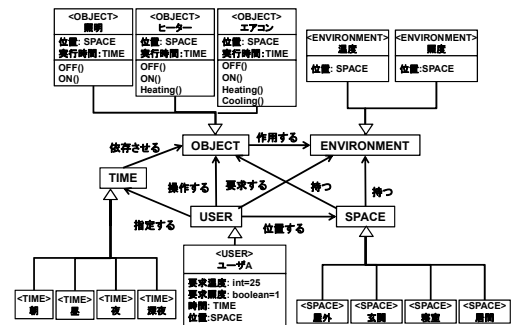 <OBJECT>
照明
位置: SPACE
実行時間:TIME
OFF()
ON()
<OBJECT>
ヒーター
位置: SPACE
実行時間: TIME
OFF()
ON()
Heating()
<OBJECT>
エアコン
位置: SPACE
実行時間: TIME
OFF()
ON()
Heating()
Cooling()
<ENVIRONMENT>
温度
位置: SPACE
<ENVIRONMENT>
照度
位置:SPACE
依存させる
OBJECT
作用する
ENVIRONMENT
TIME
操作する
要求する
持つ
持つ
指定する
USER
位置する
SPACE
<TIME>
朝
<TIME>
昼
<TIME>
夜
<TIME>
深夜
<USER>
ユーザA
要求温度: int=25
要求照度: boolean=1
時間: TIME
位置:SPACE
<SPACE>
屋外
<SPACE>
玄関
<SPACE>
寝室
<SPACE>
居間